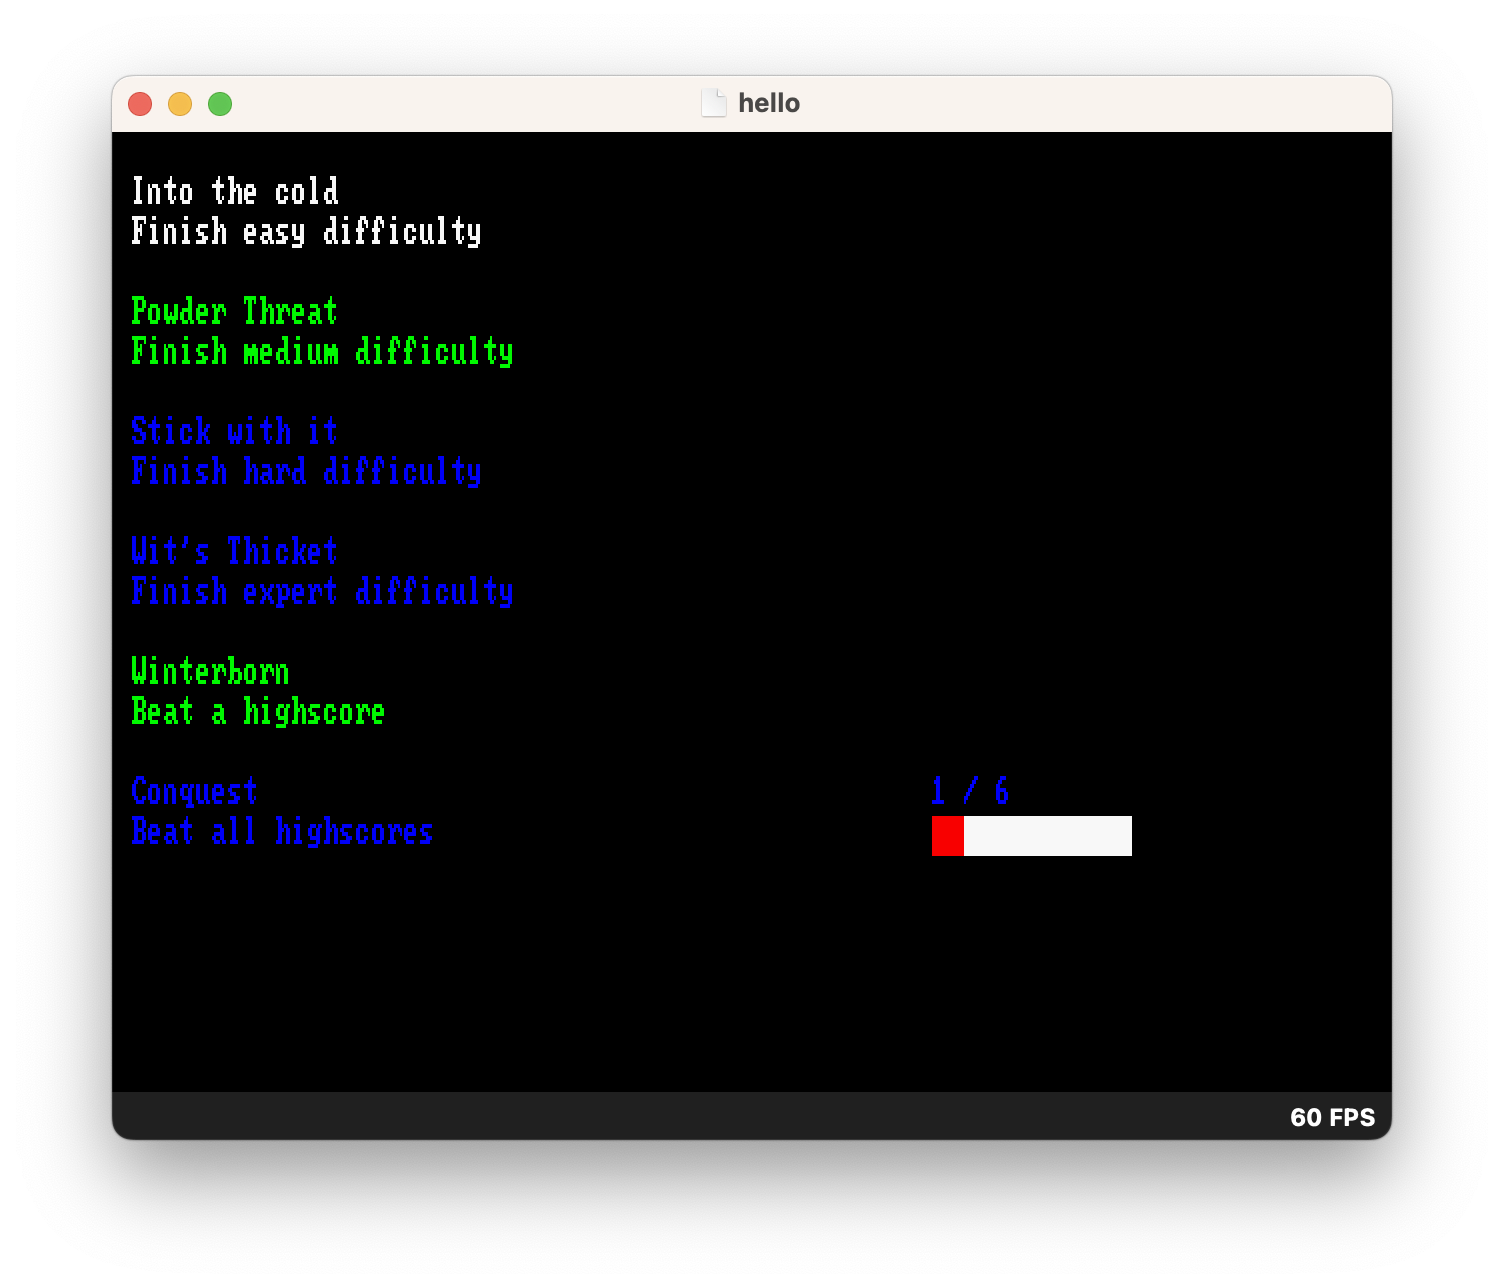 hello
Into the cold
Finish easy difficulty
Powder Threat
Finish medium difficulty
Stick with it
Finish hard difficulty
Wit's Thicket
Finish expert difficulty
Winterborn
Beat a highscore
Conquest 1 / 6
Beat all highscores
60 FPS